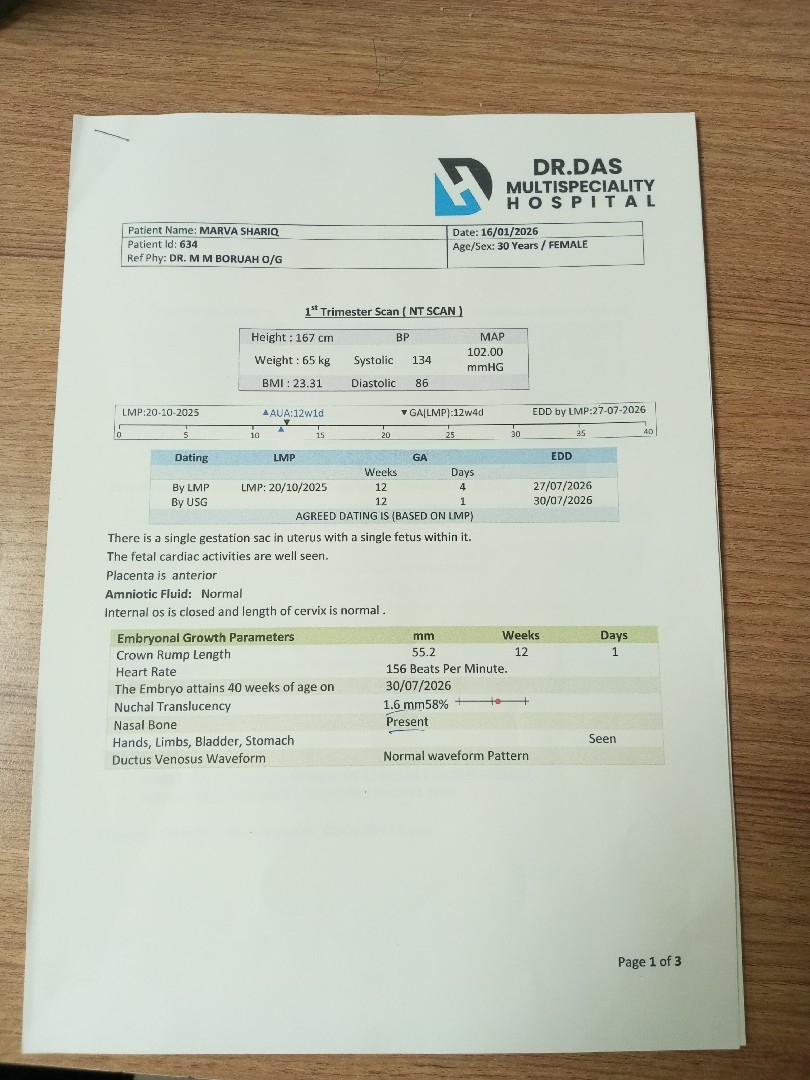 DR.DAS
MULTISPECIALITY
HOSPITAL
Patient Name: MARVA SHARIQ
Date: 16/01/2026
Patient Id: 634
Age/Sex: 30 Years / FEMALE
Ref Phy: DR. M M BORUAH O/G
1st Trimester Scan ( NT SCAN )
Height : 167 cm BP MAP
Weight : 65 kg Systolic 134 102.00 mmHG
BMI : 23.31 Diastolic 86
LMP:20-10-2025 ▲AUA:12w1d ▼GA(LMP):12w4d EDD by LMP:27-07-2026
0 5 10 15 20 25 30 35 40
Dating LMP GA EDD
Weeks Days
By LMP LMP: 20/10/2025 12 4 27/07/2026
By USG 12 1 30/07/2026
AGREED DATING IS (BASED ON LMP)
There is a single gestation sac in uterus with a single fetus within it.
The fetal cardiac activities are well seen.
Placenta is anterior
Amniotic Fluid: Normal
Internal os is closed and length of cervix is normal .
Embryonal Growth Parameters mm Weeks Days
Crown Rump Length 55.2 12 1
Heart Rate 156 Beats Per Minute.
The Embryo attains 40 weeks of age on 30/07/2026
Nuchal Translucency 1.6 mm58%
Nasal Bone Present
Hands, Limbs, Bladder, Stomach Seen
Ductus Venosus Waveform Normal waveform Pattern
Page 1 of 3